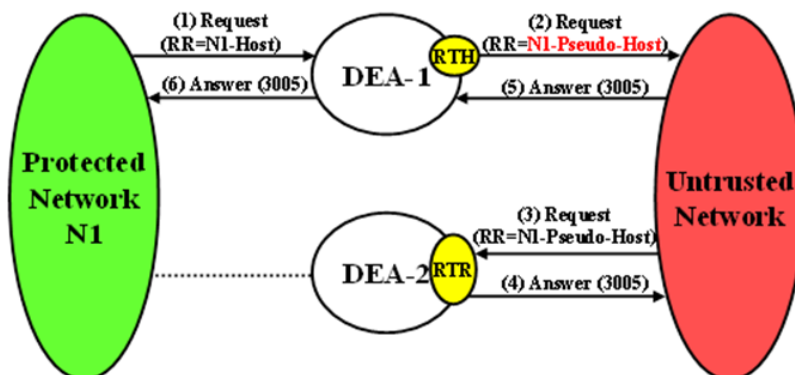 (1) Request
(RR=N1-Host)
(2) Request
(RR=N1-Pseudo-Host)
RTH
DEA-1
(6) Answer (3005)
(5) Answer (3005)
Protected
Network
N1
Untrusted
Network
(3) Request
(RR=N1-Pseudo-Host)
DEA-2
RTR
(4) Answer (3005)